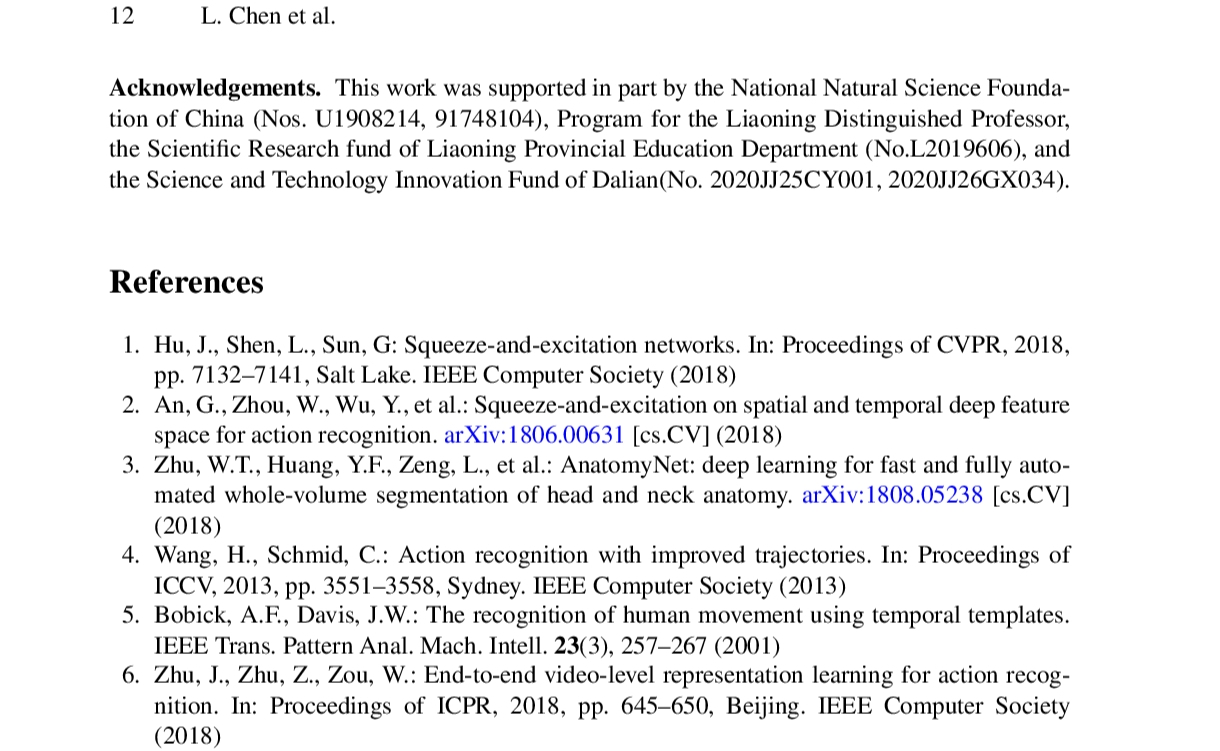 12 L. Chen et al.
Acknowledgements. This work was supported in part by the National Natural Science Founda-
tion of China (Nos. U1908214, 91748104), Program for the Liaoning Distinguished Professor,
the Scientific Research fund of Liaoning Provincial Education Department (No.L2019606), and
the Science and Technology Innovation Fund of Dalian(No. 2020JJ25CY001, 2020JJ26GX034).
References
1. Hu, J., Shen, L., Sun, G: Squeeze-and-excitation networks. In: Proceedings of CVPR, 2018,
pp. 7132–7141, Salt Lake. IEEE Computer Society (2018)
2. An, G., Zhou, W., Wu, Y., et al.: Squeeze-and-excitation on spatial and temporal deep feature
space for action recognition. arXiv:1806.00631 [cs.CV] (2018)
3. Zhu, W.T., Huang, Y.F., Zeng, L., et al.: AnatomyNet: deep learning for fast and fully auto-
mated whole-volume segmentation of head and neck anatomy. arXiv:1808.05238 [cs.CV]
(2018)
4. Wang, H., Schmid, C.: Action recognition with improved trajectories. In: Proceedings of
ICCV, 2013, pp. 3551–3558, Sydney. IEEE Computer Society (2013)
5. Bobick, A.F., Davis, J.W.: The recognition of human movement using temporal templates.
IEEE Trans. Pattern Anal. Mach. Intell. 23(3), 257–267 (2001)
6. Zhu, J., Zhu, Z., Zou, W.: End-to-end video-level representation learning for action recog-
nition. In: Proceedings of ICPR, 2018, pp. 645–650, Beijing. IEEE Computer Society
(2018)